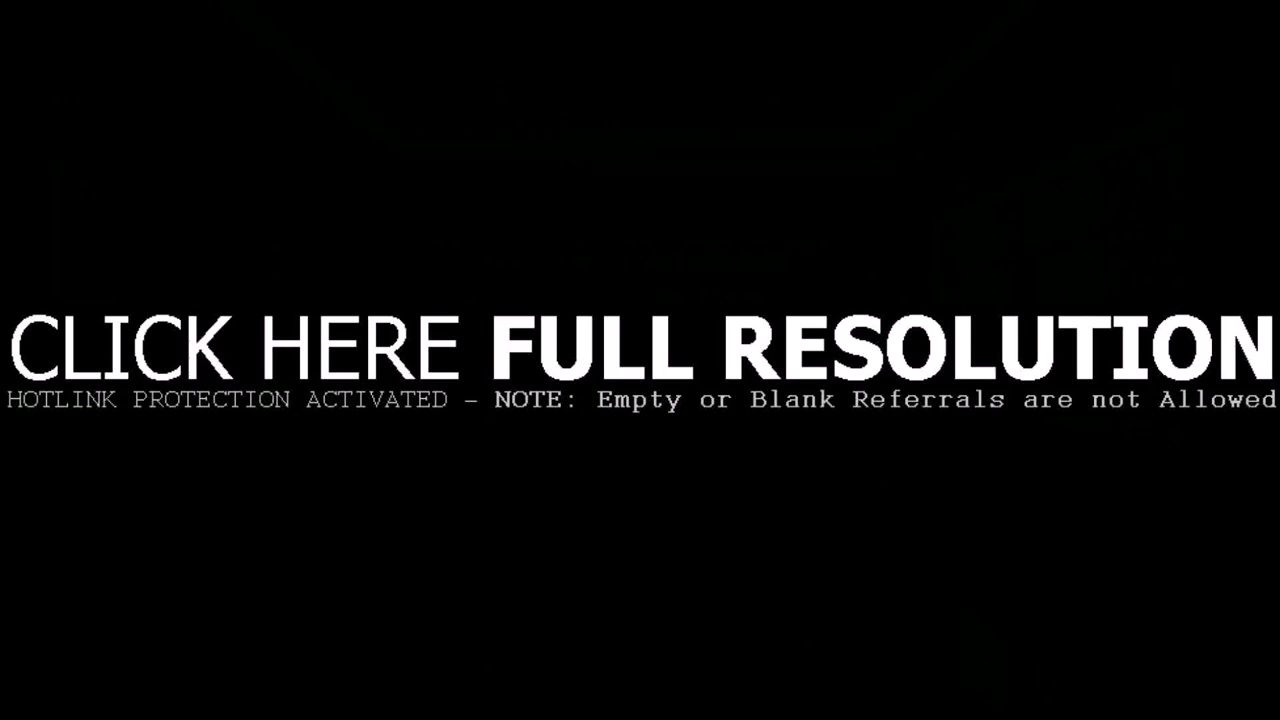 CLICK HERE FULL RESOLUTION
HOTLINK PROTECTION ACTIVATED – NOTE: Empty or Blank Referrals are not Allowed